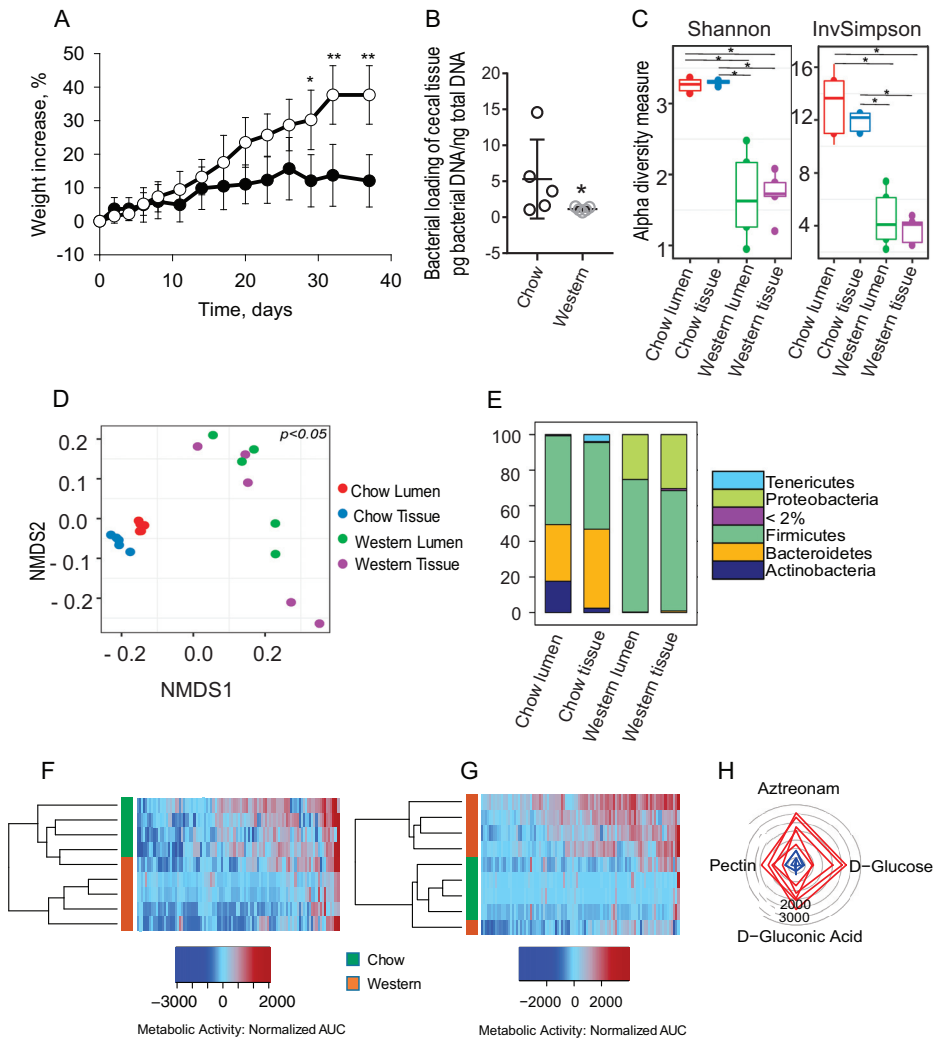 A
Weight increase, %
50
40
30
20
10
0
-10
*
**
**
0
10
20
30
40
Time, days
B
Bacterial loading of cecal tissue
pg bacterial DNA/ng total DNA
20
15
10
5
0
-5
*
Chow
Western
C
Shannon
InvSimpson
Alpha diversity measure
3
2
1
*
*
*
*
16
12
8
4
*
*
*
*
Chow lumen
Chow tissue
Western lumen
Western tissue
Chow lumen
Chow tissue
Western lumen
Western tissue
D
p<0.05
NMDS2
0.2
0.1
0.0
- 0.1
- 0.2
- 0.2
0.0
0.2
NMDS1
Chow Lumen
Chow Tissue
Western Lumen
Western Tissue
E
100
80
60
40
20
0
Chow lumen
Chow tissue
Western lumen
Western tissue
Tenericutes
Proteobacteria
< 2%
Firmicutes
Bacteroidetes
Actinobacteria
F
−3000
0
2000
Metabolic Activity: Normalized AUC
Chow
Western
G
−2000
0
2000
Metabolic Activity: Normalized AUC
H
Aztreonam
Pectin
D-Glucose
2000
3000
D-Gluconic Acid